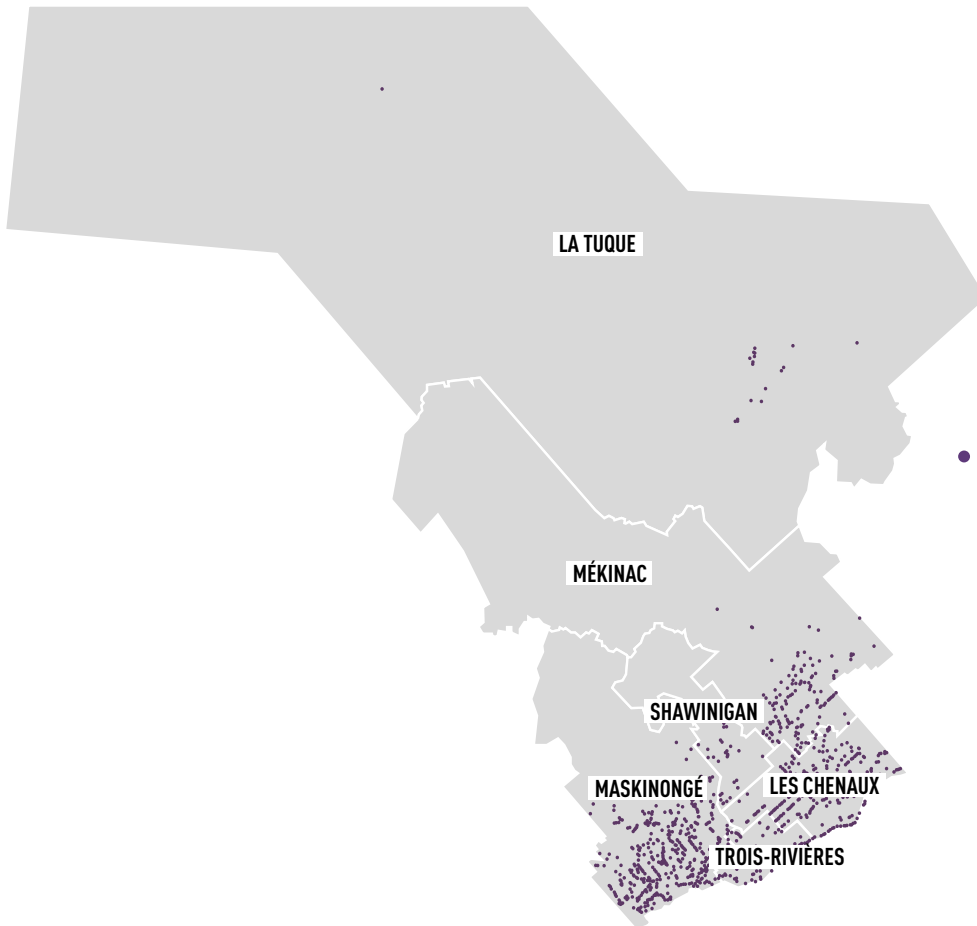 LA TUQUE
MÉKINAC
SHAWINIGAN
MASKINONGÉ
LES CHENAUX
TROIS-RIVIÈRES